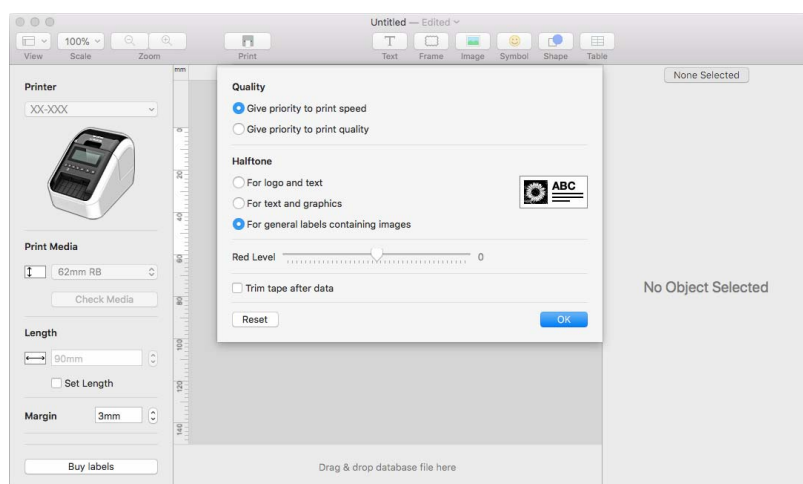 Untitled — Edited
100%
View Scale Zoom Print Text Frame Image Symbol Shape Table
Printer
XX-XXX
Print Media
62mm RB
Check Media
Length
90mm
Set Length
Margin 3mm
Buy labels
mm
0
20
40
60
80
100
120
140
Quality
Give priority to print speed
Give priority to print quality
Halftone
For logo and text
For text and graphics
For general labels containing images
ABC
Red Level 0
Trim tape after data
Reset OK
Drag & drop database file here
None Selected
No Object Selected